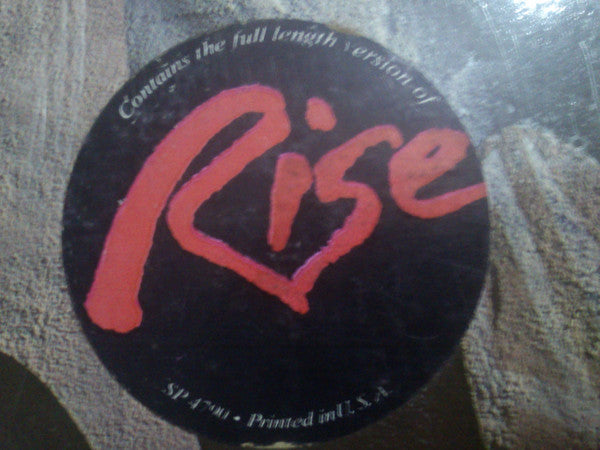 Contains the full length version of
Rise
SP 4790 • Printed in U.S.A